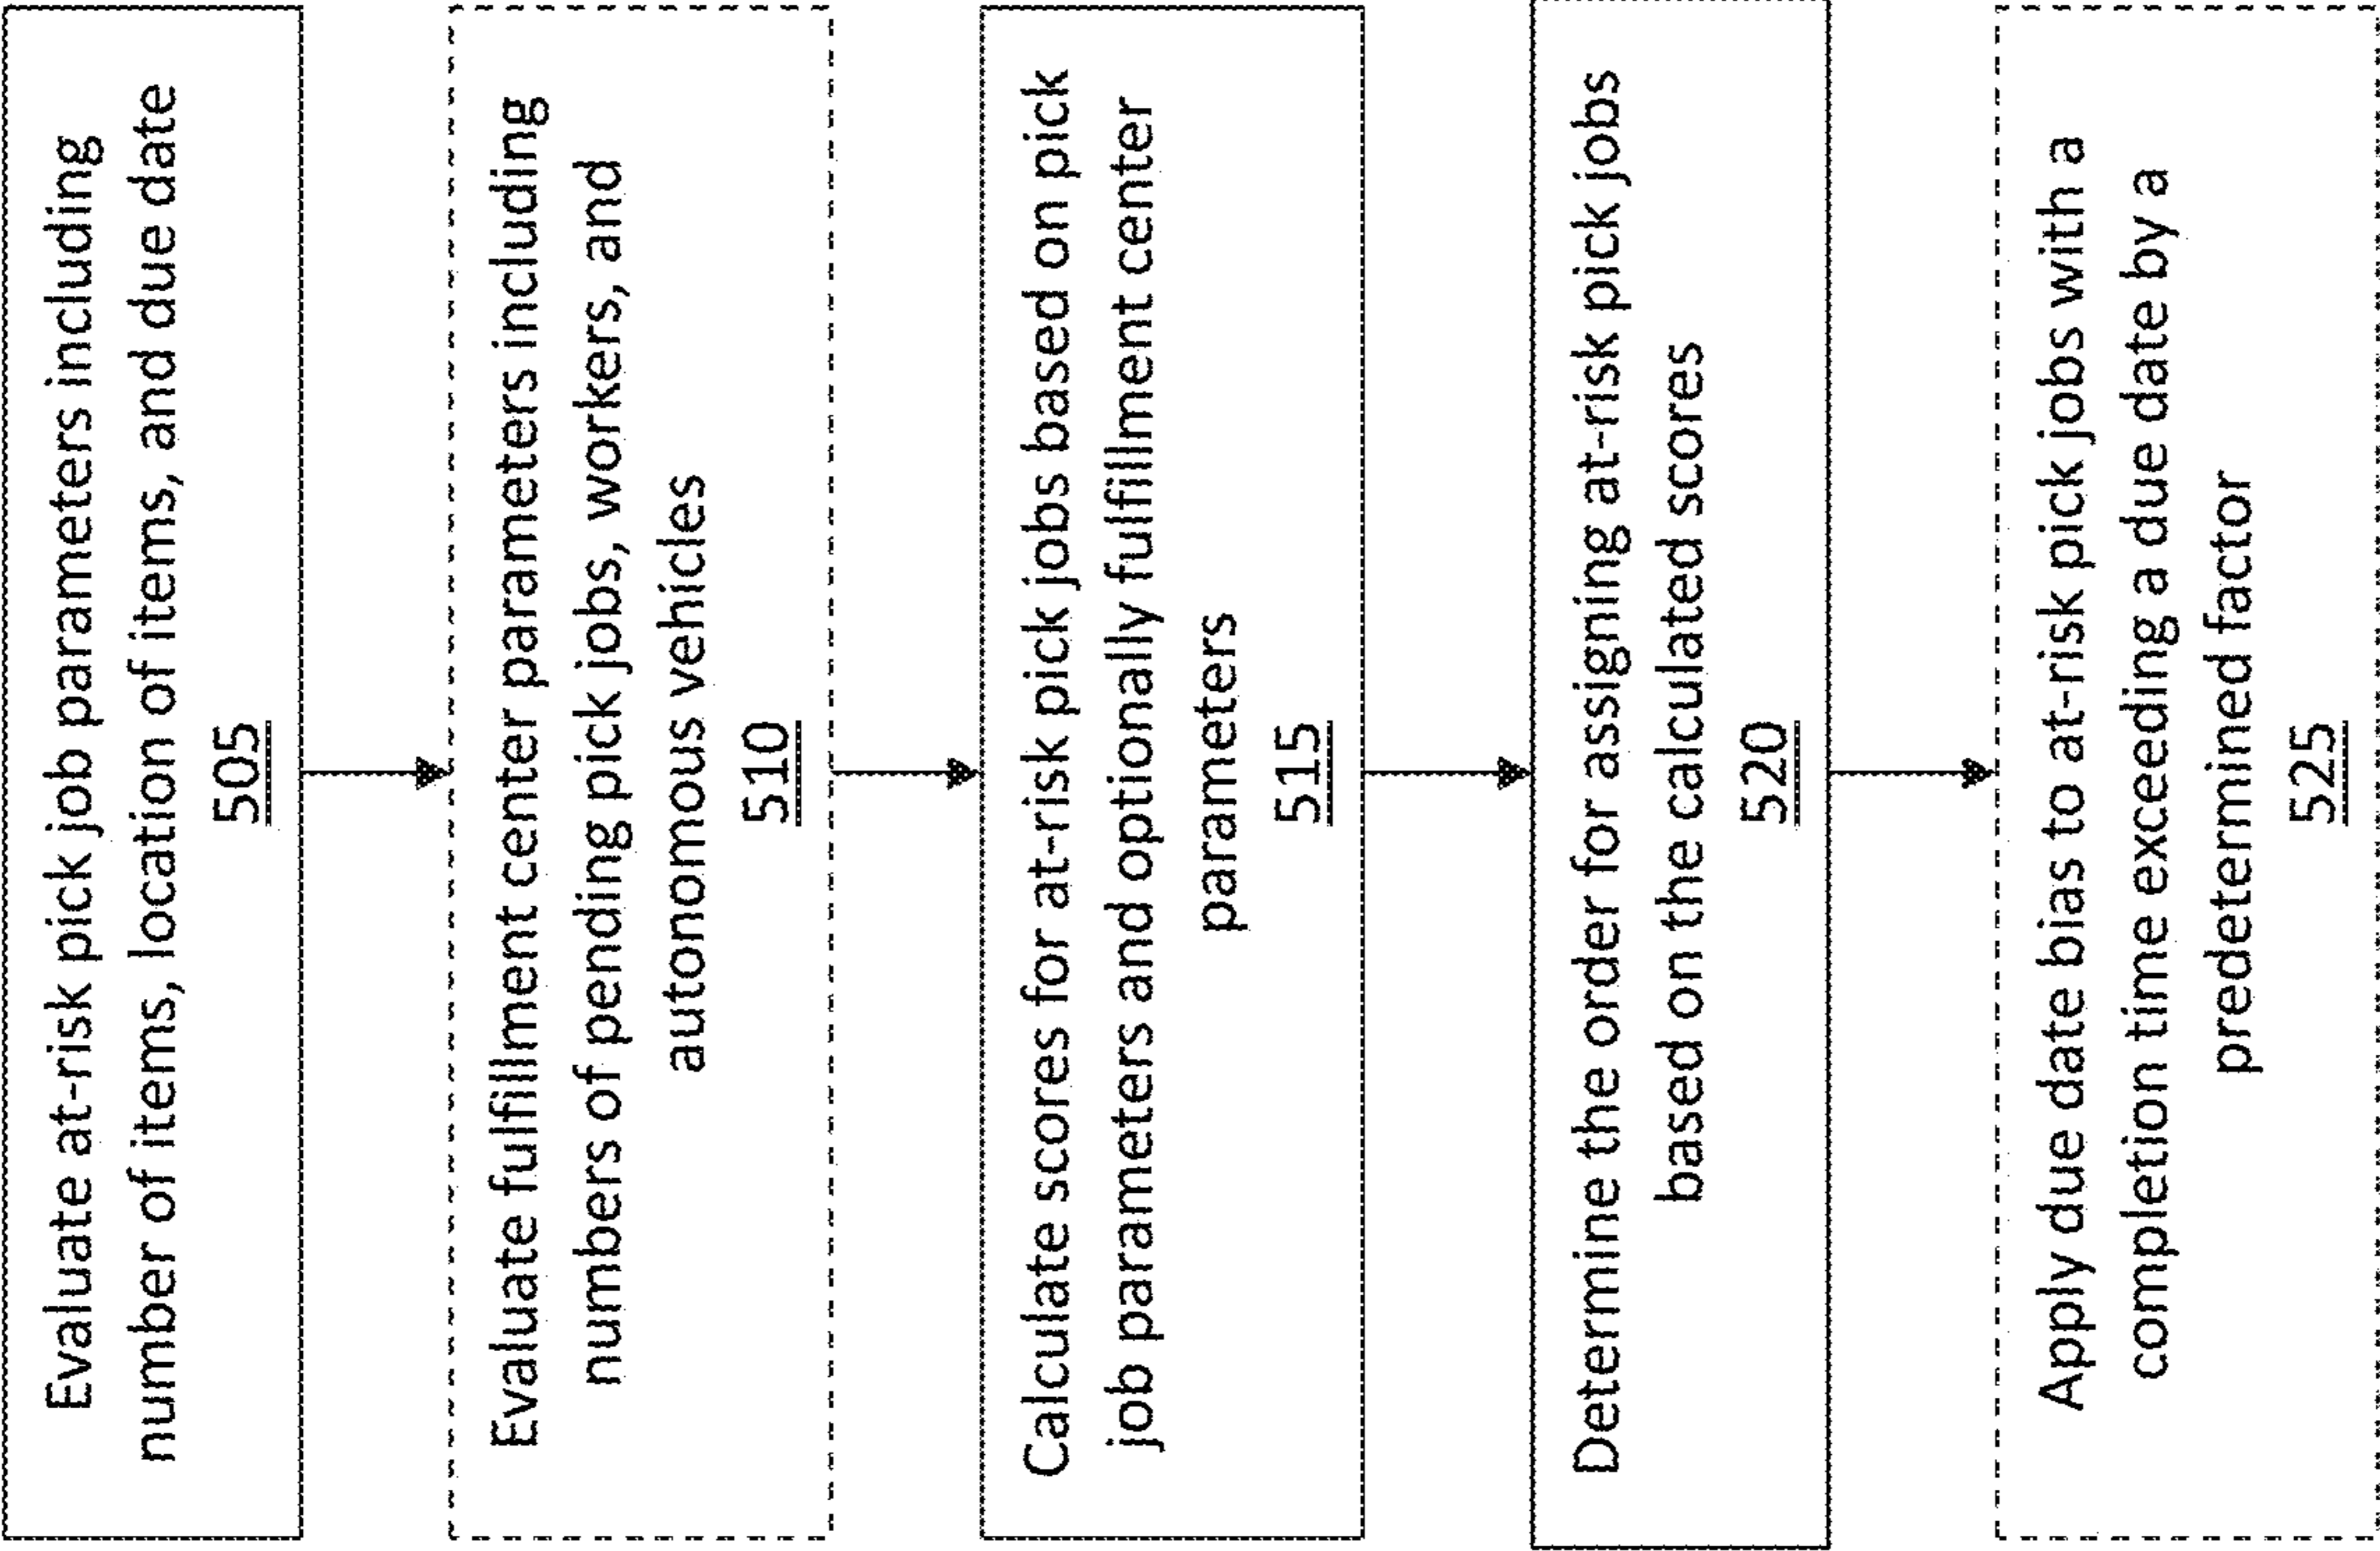 Evaluate at-risk pick job parameters including
number of items, location of items, and due date
505
Evaluate fulfillment center parameters including
numbers of pending pick jobs, workers, and
autonomous vehicles
510
Calculate scores for at-risk pick jobs based on pick
job parameters and optionally fulfillment center
parameters
515
Determine the order for assigning at-risk pick jobs
based on the calculated scores
520
Apply due date bias to at-risk pick jobs with a
completion time exceeding a due date by a
predetermined factor
525